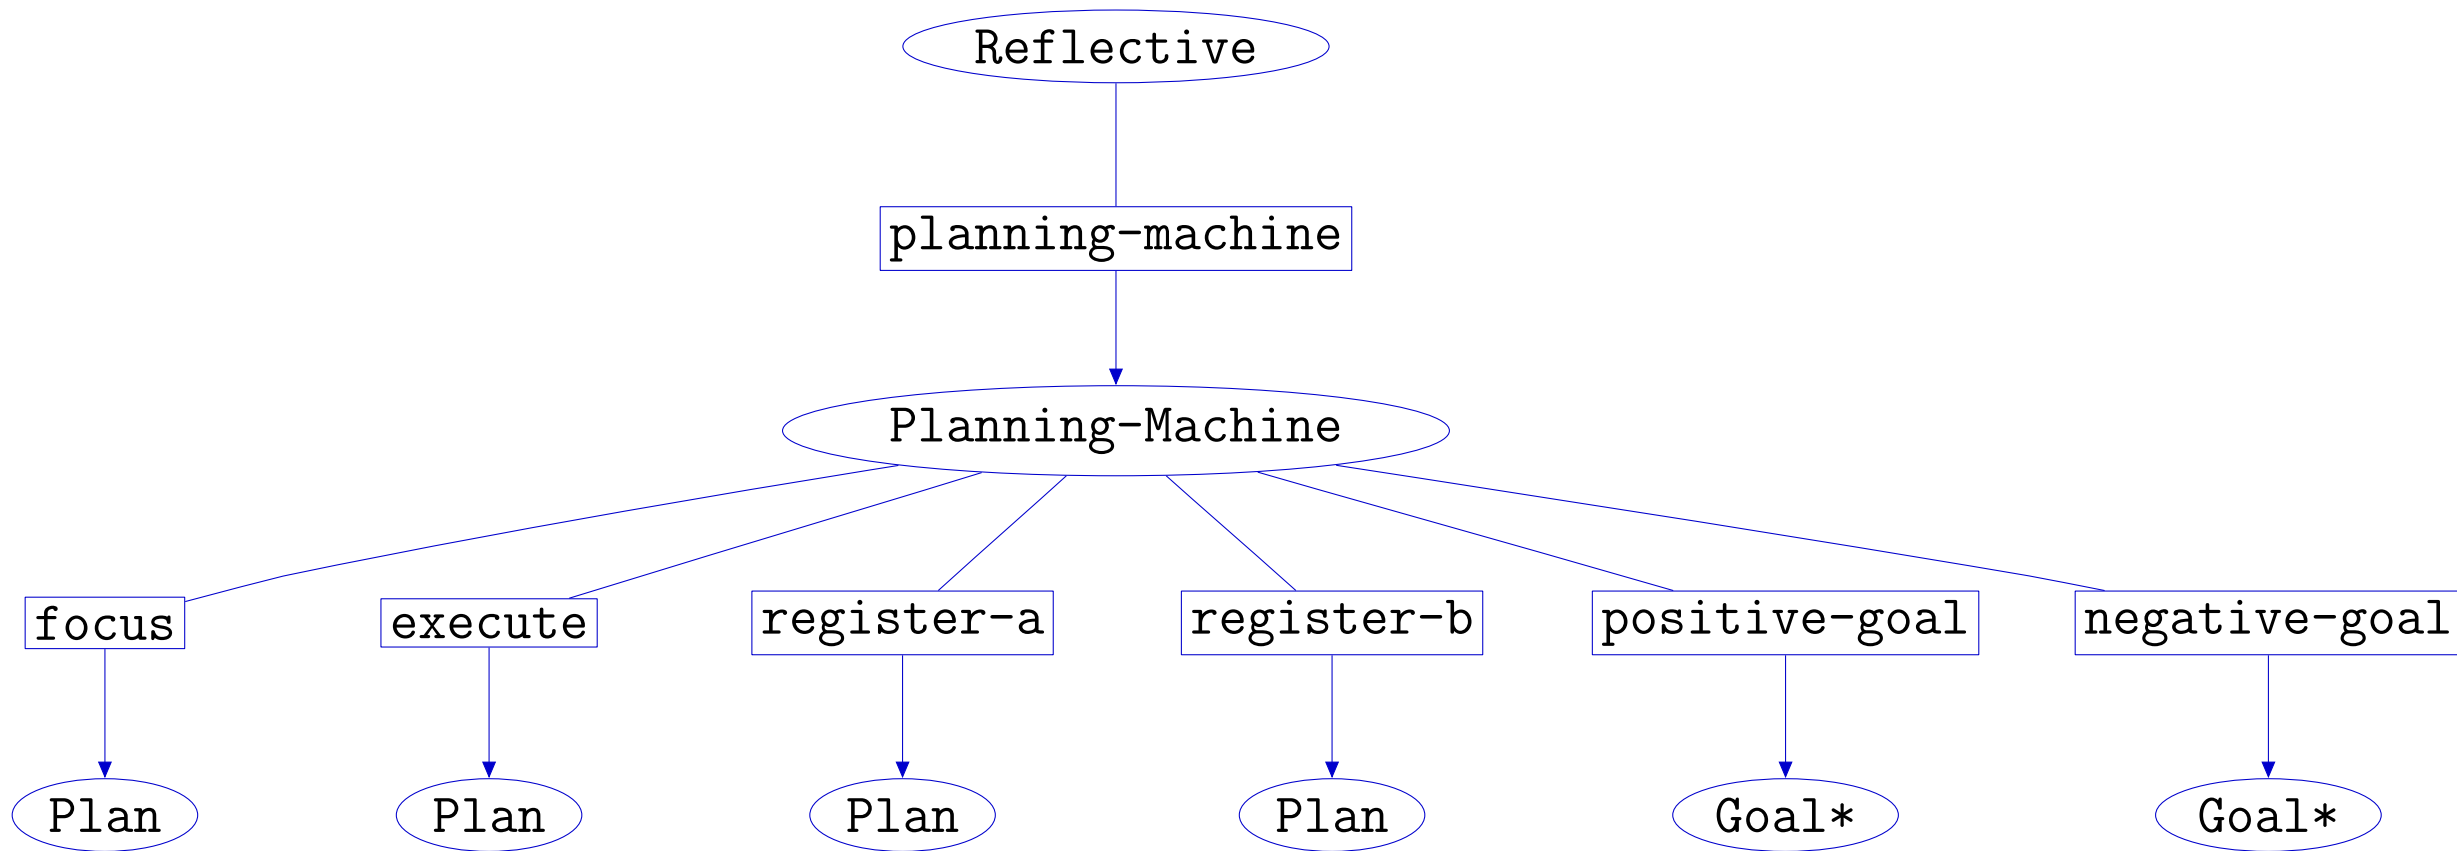 Reflective
planning-machine
Planning-Machine
focus execute register-a register-b positive-goal negative-goal
Plan Plan Plan Plan Goal* Goal*